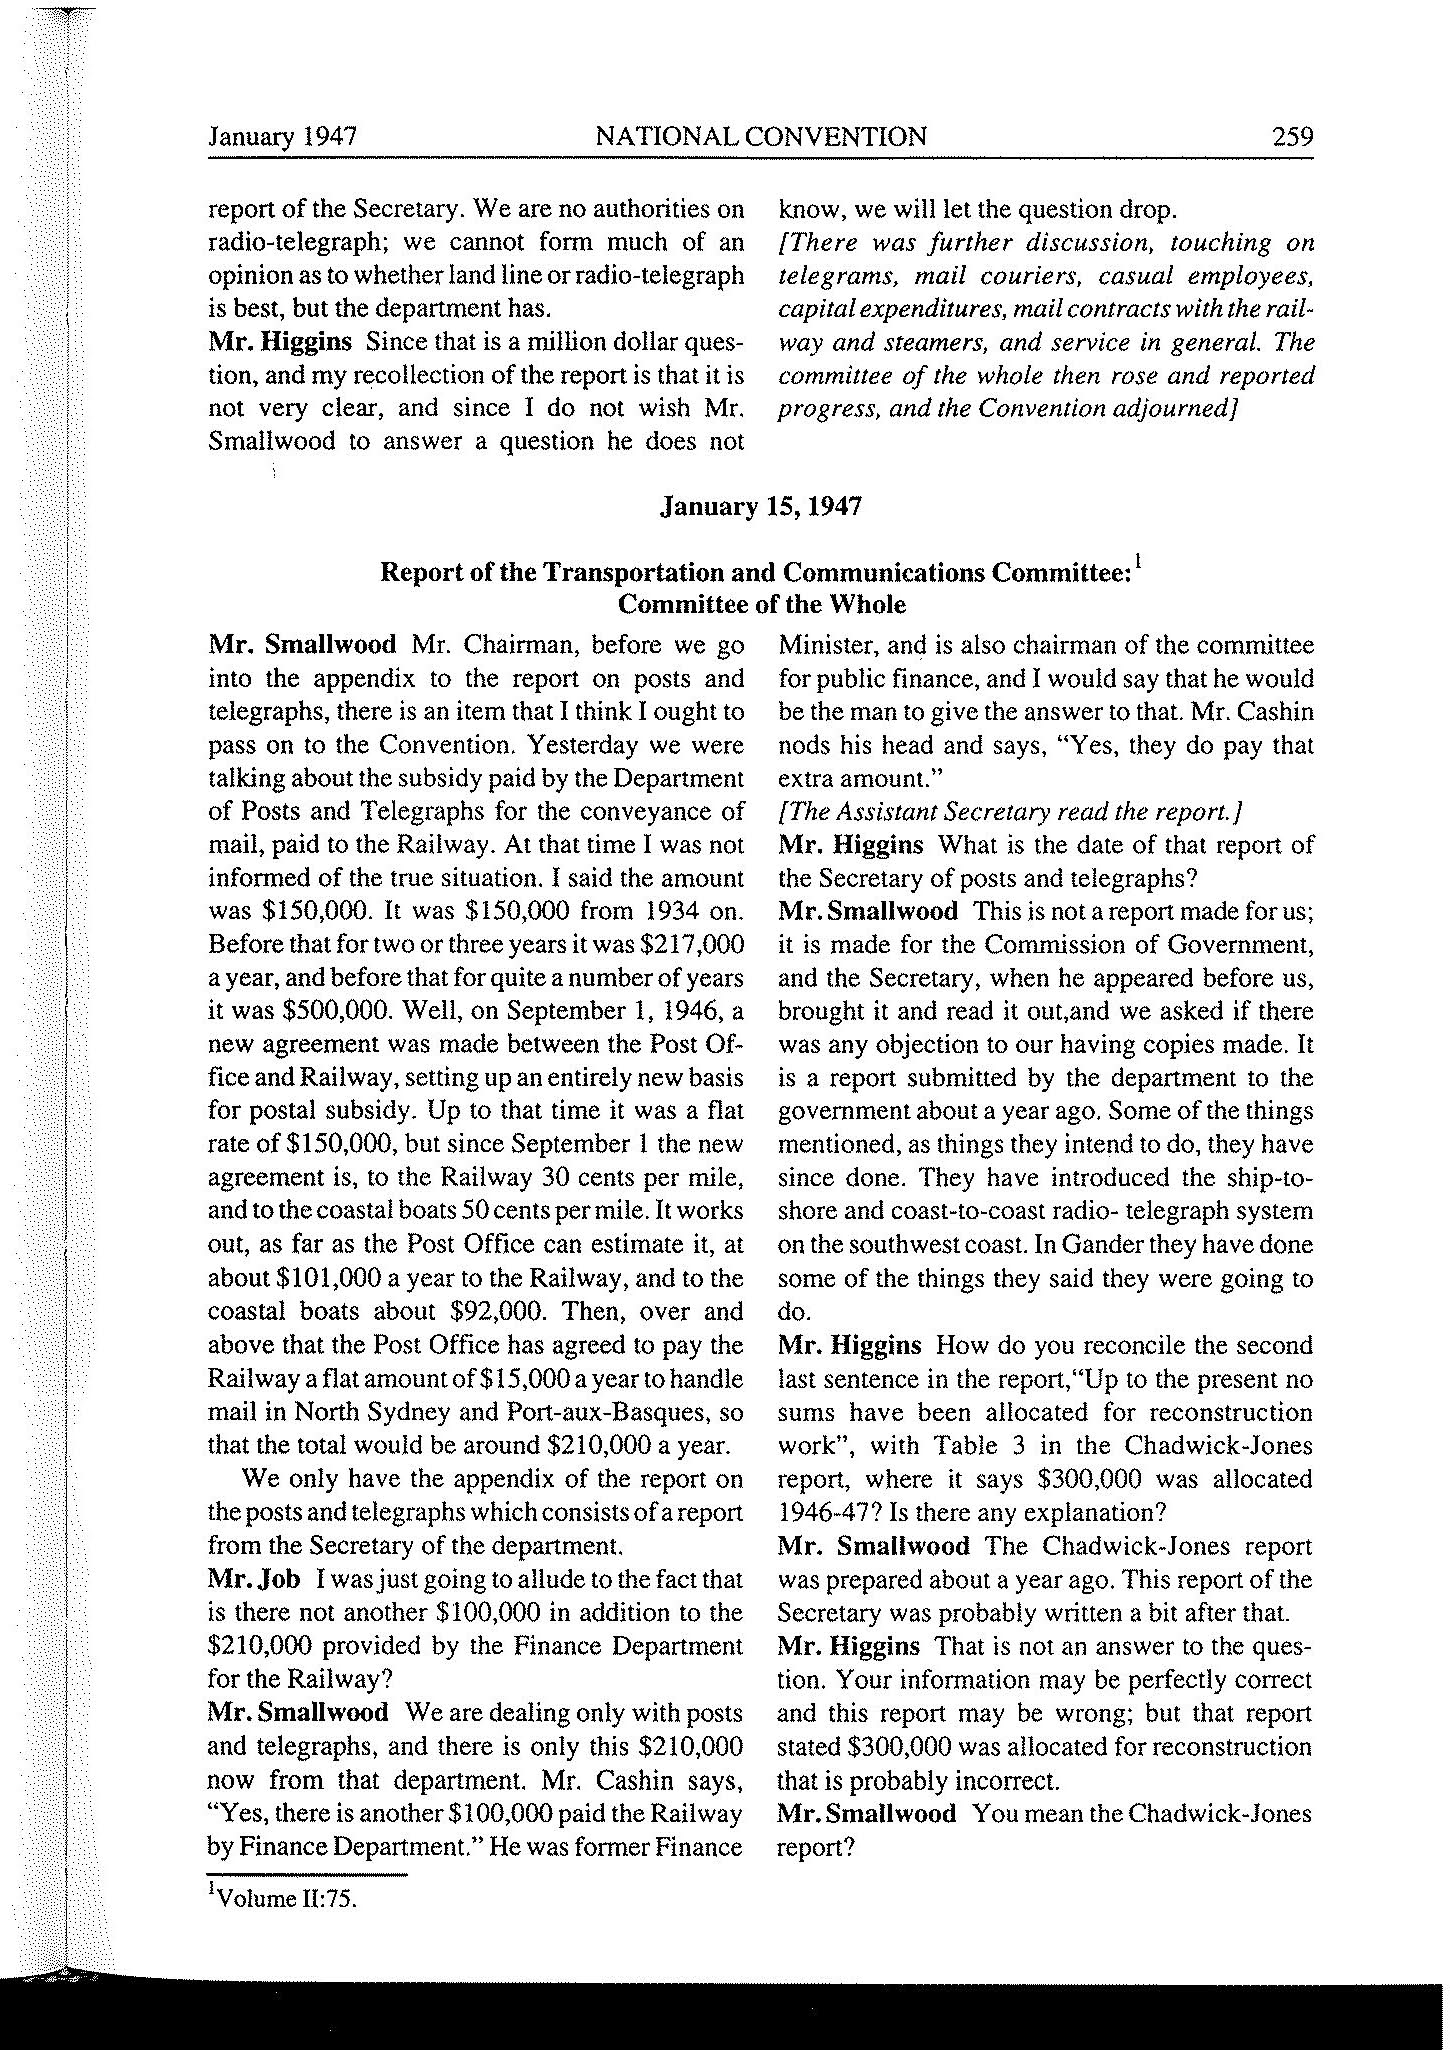 January 1947 NATIONAL CONVENTION 259
report of the Secretary. We are no authorities on
radio-telegraph; we cannot form much of an
opinion as to whether land line or radio-telegraph
is best, but the department has.
Mr. Higgins Since that is a million dollar ques-
tion, and my recollection of the report is that it is
not very clear, and since I do not wish Mr.
Smallwood to answer a question he does not
know, we will let the question drop.
[There was further discussion, touching on
telegrams, mail couriers, casual employees,
capital expenditures, mail contracts with the rail-
way and steamers, and service in general. The
committee of the whole then rose and reported
progress, and the Convention adjourned]
January 15, 1947
Report of the Transportation and Communications Committee:1
Committee of the Whole
Mr. Smallwood Mr. Chairman, before we go
into the appendix to the report on posts and
telegraphs, there is an item that I think I ought to
pass on to the Convention. Yesterday we were
talking about the subsidy paid by the Department
of Posts and Telegraphs for the conveyance of
mail, paid to the Railway. At that time I was not
informed of the true situation. I said the amount
was $150,000. It was $150,000 from 1934 on.
Before that for two or three years it was $217,000
a year, and before that for quite a number of years
it was $500,000. Well, on September 1, 1946, a
new agreement was made between the Post Of-
fice and Railway, setting up an entirely new basis
for postal subsidy. Up to that time it was a flat
rate of $150,000, but since September 1 the new
agreement is, to the Railway 30 cents per mile,
and to the coastal boats 50 cents per mile. It works
out, as far as the Post Office can estimate it, at
about $101,000 a year to the Railway, and to the
coastal boats about $92,000. Then, over and
above that the Post Office has agreed to pay the
Railway a flat amount of $15,000 a year to handle
mail in North Sydney and Port-aux-Basques, so
that the total would be around $210,000 a year.
We only have the appendix of the report on
the posts and telegraphs which consists of a report
from the Secretary of the department.
Mr. Job I was just going to allude to the fact that
is there not another $100,000 in addition to the
$210,000 provided by the Finance Department
for the Railway?
Mr. Smallwood We are dealing only with posts
and telegraphs, and there is only this $210,000
now from that department. Mr. Cashin says,
“Yes, there is another $100,000 paid the Railway
by Finance Department.” He was former Finance
Minister, and is also chairman of the committee
for public finance, and I would say that he would
be the man to give the answer to that. Mr. Cashin
nods his head and says, “Yes, they do pay that
extra amount.”
[The Assistant Secretary read the report.]
Mr. Higgins What is the date of that report of
the Secretary of posts and telegraphs?
Mr. Smallwood This is not a report made for us;
it is made for the Commission of Government,
and the Secretary, when he appeared before us,
brought it and read it out,and we asked if there
was any objection to our having copies made. It
is a report submitted by the department to the
government about a year ago. Some of the things
mentioned, as things they intend to do, they have
since done. They have introduced the ship-to-
shore and coast-to-coast radio- telegraph system
on the southwest coast. In Gander they have done
some of the things they said they were going to
do.
Mr. Higgins How do you reconcile the second
last sentence in the report,“Up to the present no
sums have been allocated for reconstruction
work”, with Table 3 in the Chadwick-Jones
report, where it says $300,000 was allocated
1946-47? Is there any explanation?
Mr. Smallwood The Chadwick-Jones report
was prepared about a year ago. This report of the
Secretary was probably written a bit after that.
Mr. Higgins That is not an answer to the ques-
tion. Your information may be perfectly correct
and this report may be wrong; but that report
stated $300,000 was allocated for reconstruction
that is probably incorrect.
Mr. Smallwood You mean the Chadwick-Jones
report?
1Volume II:75.